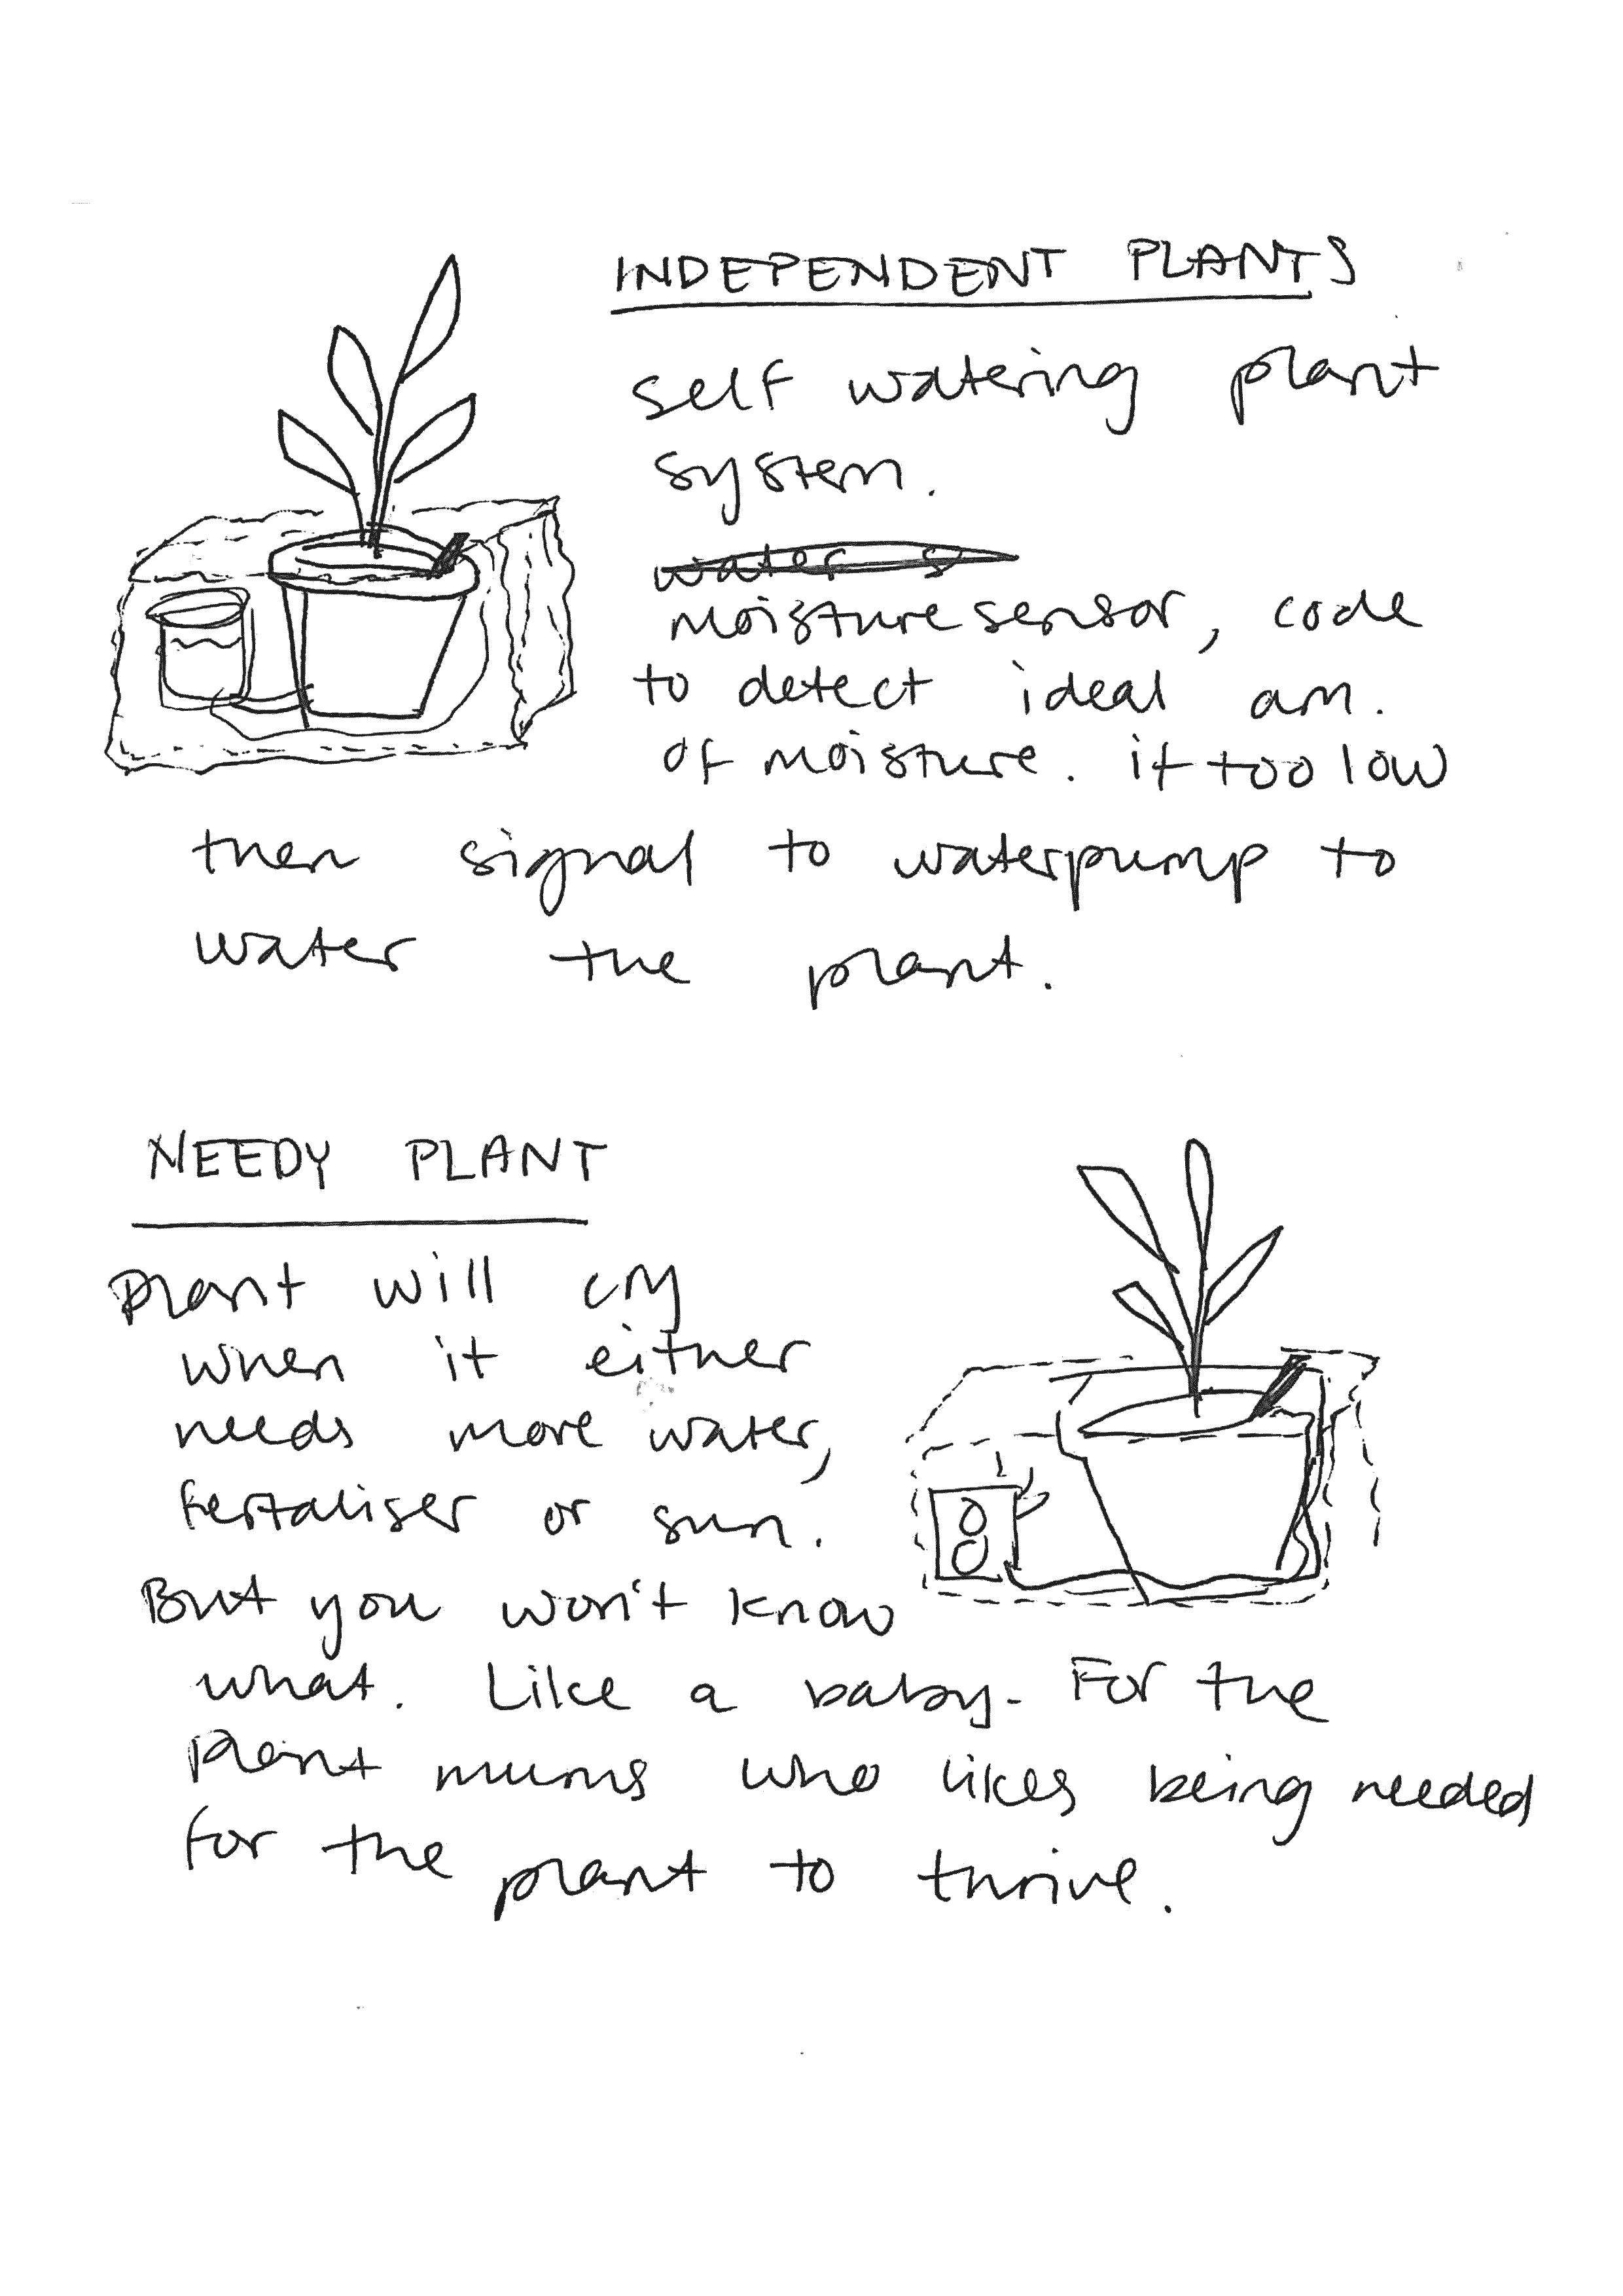 INDEPENDENT PLANTS
self watering plant
system.
water s
moisture sensor, code
to detect ideal am.
of moisture. if too low
then signal to waterpump to
water the plant.
NEEDY PLANT
Plant will cry
when it either
needs more water,
fertaliser or sun.
But you won't know
what. Like a baby. For the
plant mums who likes being needed
for the plant to thrive.